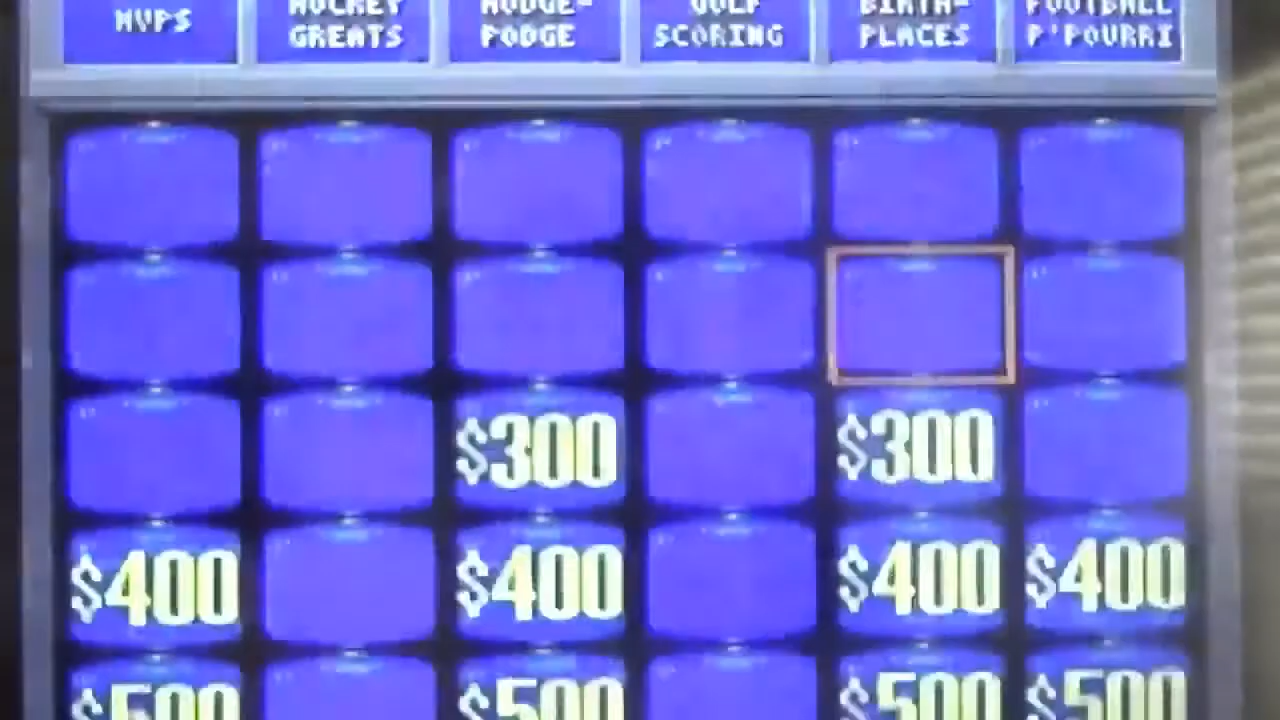 MVPS
HOCKEY
GREATS
HODGE-
PODGE
GOLF
SCORING
BIRTH-
PLACES
FOOTBALL
P'POURRI
$300
$300
$400
$400
$400
$400
$500
$500
$500
$500